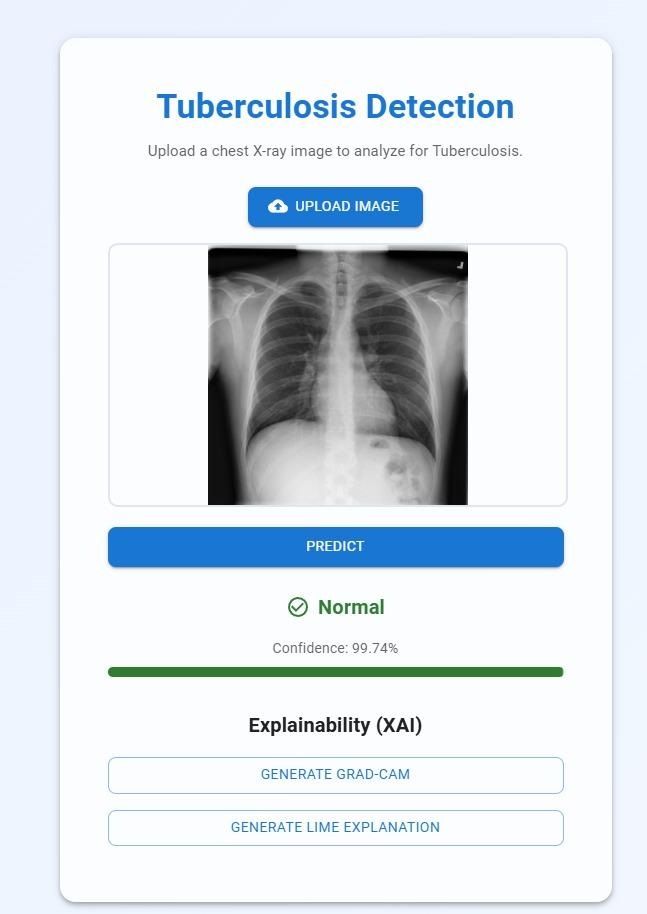 Tuberculosis Detection
Upload a chest X-ray image to analyze for Tuberculosis.
UPLOAD IMAGE
PREDICT
Normal
Confidence: 99.74%
Explainability (XAI)
GENERATE GRAD-CAM
GENERATE LIME EXPLANATION